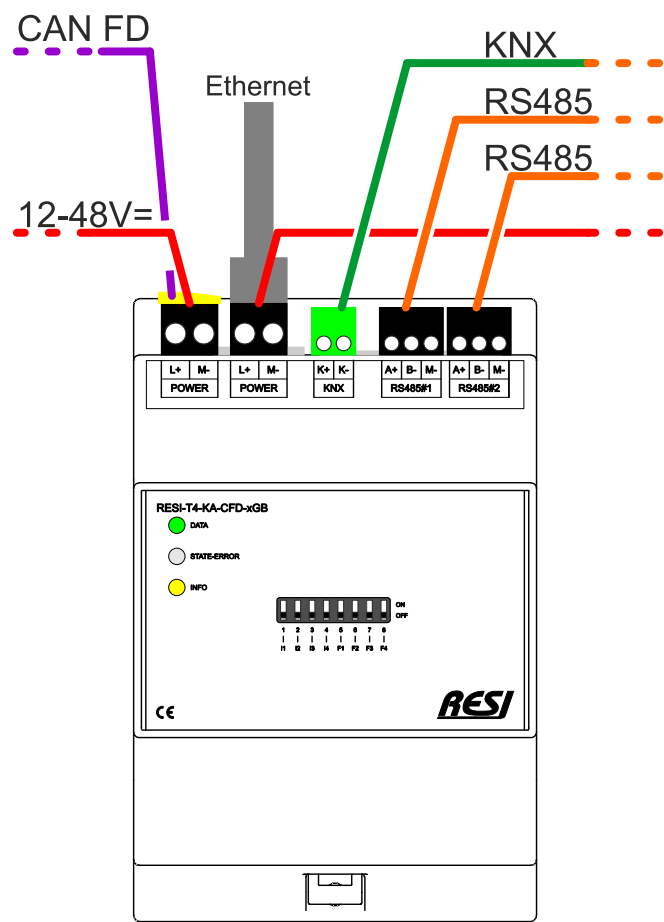 CAN FD
KNX
Ethernet
RS485
RS485
12-48V=
L+ M- L+ M- K+ K- A+ B- M- A+ B- M-
POWER POWER KNX RS485#1 RS485#2
RESI-T4-KA-CFD-xGB
DATA
STATE-ERROR
INFO
ON
OFF
1 2 3 4 5 6 7 8
I1 I2 I3 I4 F1 F2 F3 F4
CE
RESI